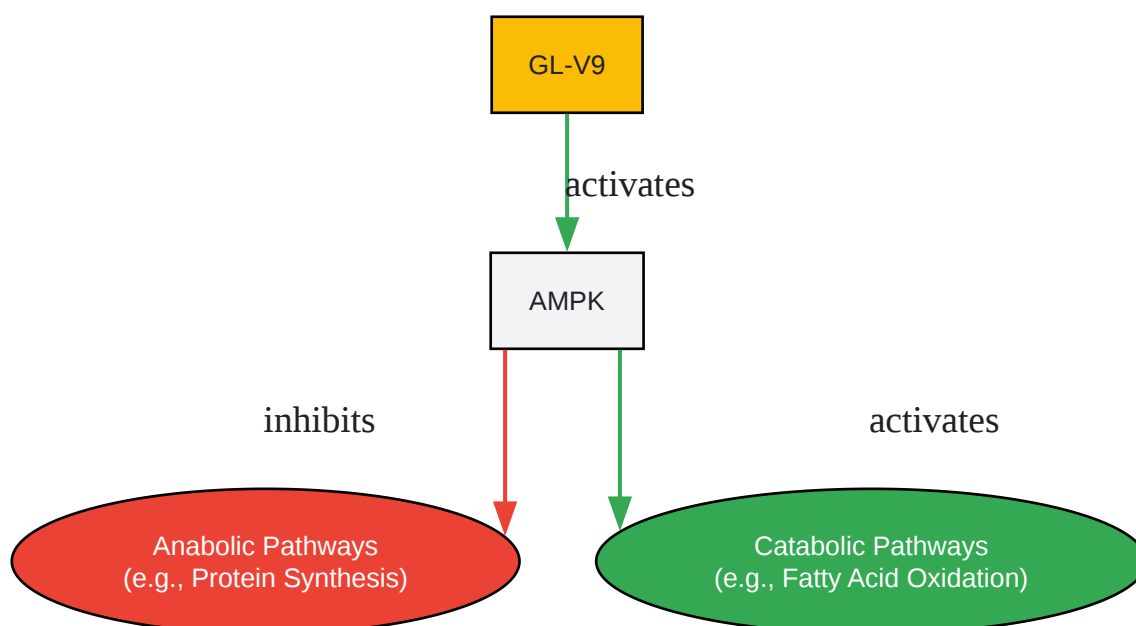 GL-V9
activates
AMPK
inhibits
activates
Anabolic Pathways
(e.g., Protein Synthesis)
Catabolic Pathways
(e.g., Fatty Acid Oxidation)